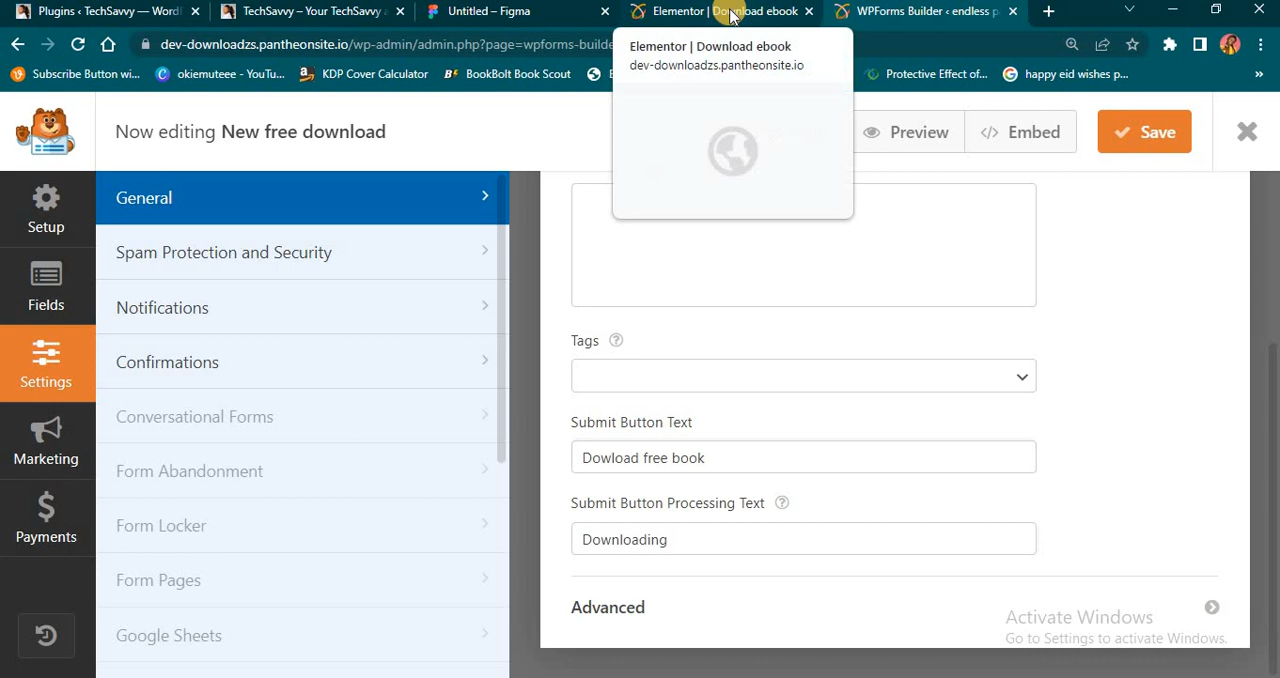 Plugins ‹ TechSavvy — Word
TechSavvy – Your TechSavvy
Untitled – Figma
Elementor | Download ebook
WPForms Builder ‹ endless p
dev-downloadzs.pantheonsite.io/wp-admin/admin.php?page=wpforms-builde
Subscribe Button wi...
okiemuteee - YouTu...
KDP Cover Calculator
BookBolt Book Scout
Protective Effect of...
happy eid wishes p...
Elementor | Download ebook
dev-downloadzs.pantheonsite.io
Now editing New free download
Preview
Embed
Save
Setup
Fields
Settings
Marketing
Payments
General
Spam Protection and Security
Notifications
Confirmations
Conversational Forms
Form Abandonment
Form Locker
Form Pages
Google Sheets
Tags
Submit Button Text
Dowload free book
Submit Button Processing Text
Downloading
Advanced
Activate Windows
Go to Settings to activate Windows.